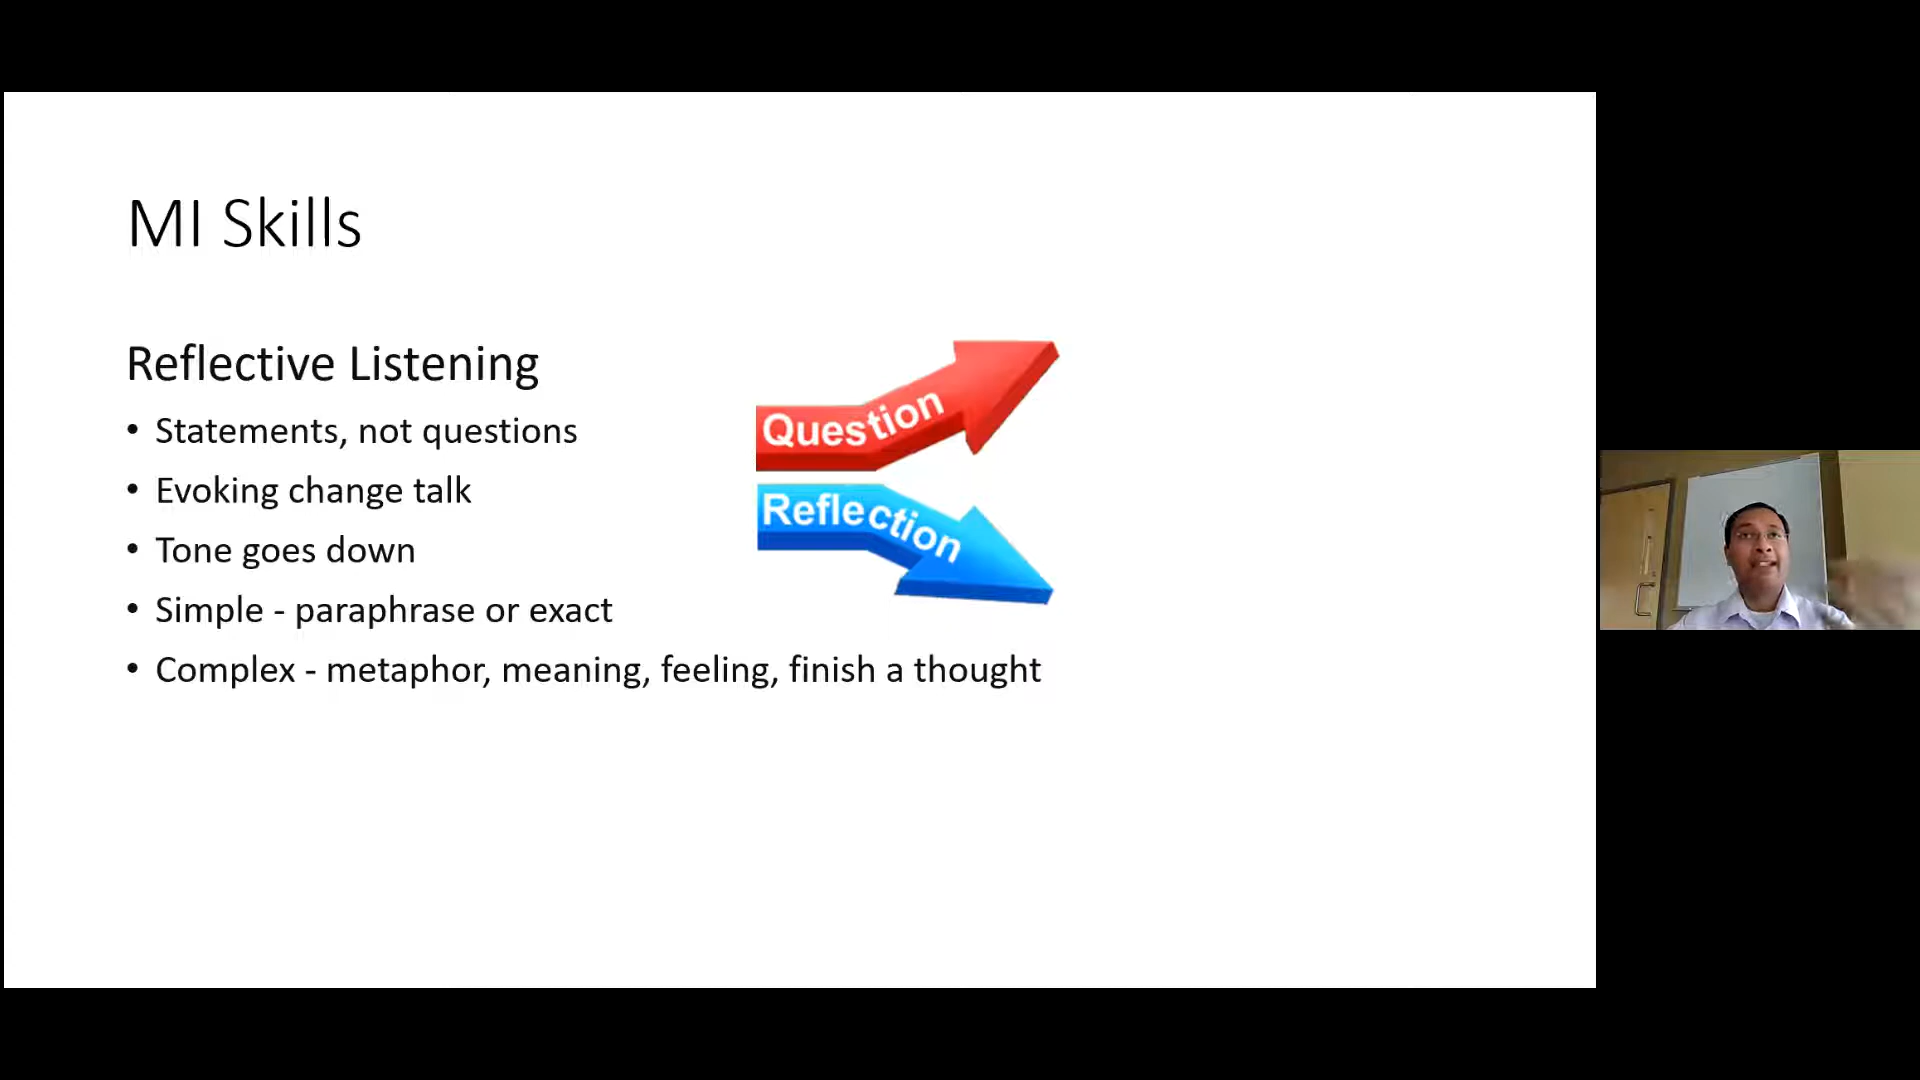 MI Skills
Reflective Listening
• Statements, not questions
• Evoking change talk
• Tone goes down
• Simple - paraphrase or exact
• Complex - metaphor, meaning, feeling, finish a thought
Question
Reflection